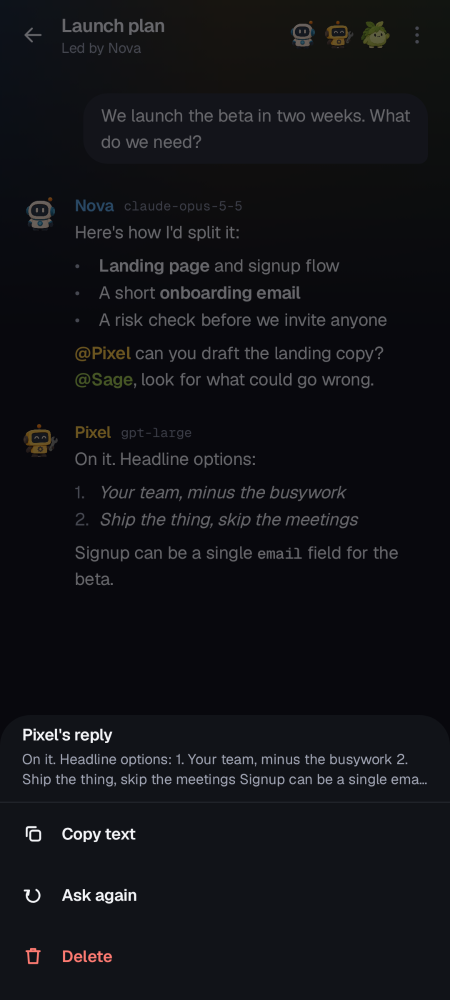 Launch plan
Led by Nova
We launch the beta in two weeks. What
do we need?
Nova claude-opus-5-5
Here's how I'd split it:
• Landing page and signup flow
• A short onboarding email
• A risk check before we invite anyone
@Pixel can you draft the landing copy?
@Sage, look for what could go wrong.
Pixel gpt-large
On it. Headline options:
1. Your team, minus the busywork
2. Ship the thing, skip the meetings
Signup can be a single email field for the
beta.
Pixel's reply
On it. Headline options: 1. Your team, minus the busywork 2.
Ship the thing, skip the meetings Signup can be a single ema...
Copy text
Ask again
Delete